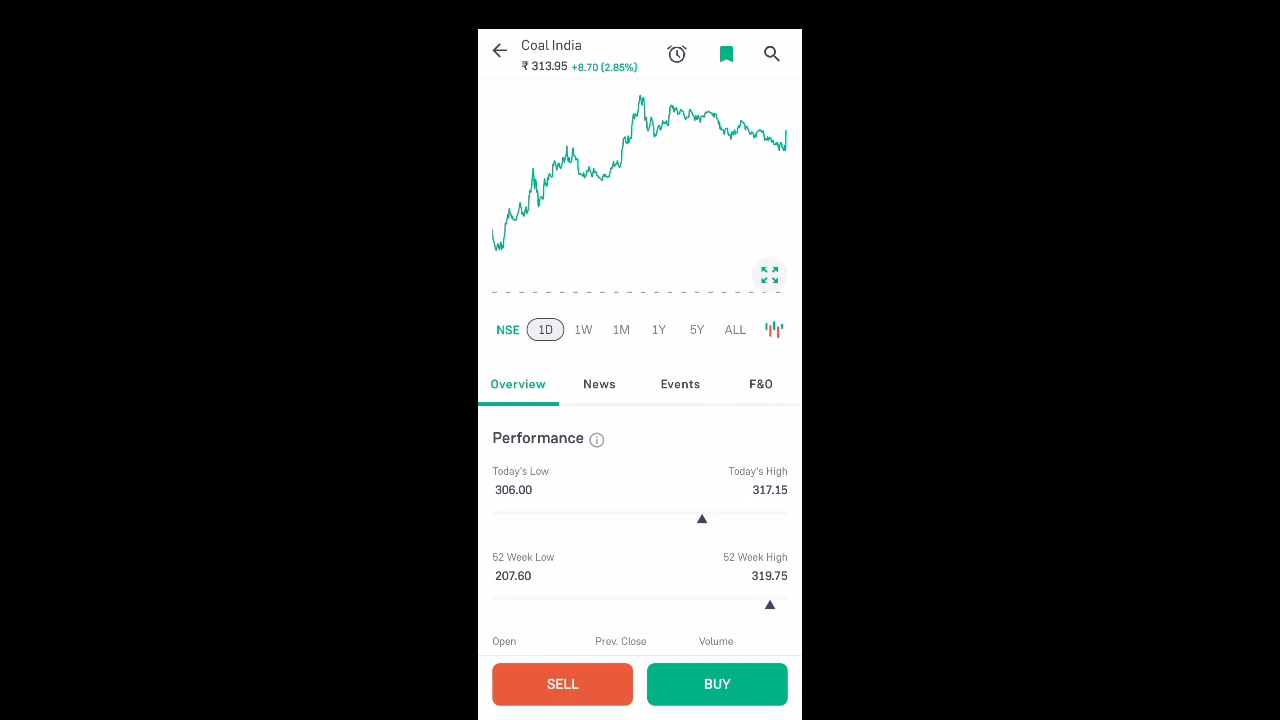 Coal India
₹ 313.95 +8.70 (2.85%)
NSE 1D 1W 1M 1Y 5Y ALL
Overview News Events F&O
Performance
Today's Low Today's High
306.00 317.15
52 Week Low 52 Week High
207.60 319.75
Open Prev. Close Volume
SELL BUY